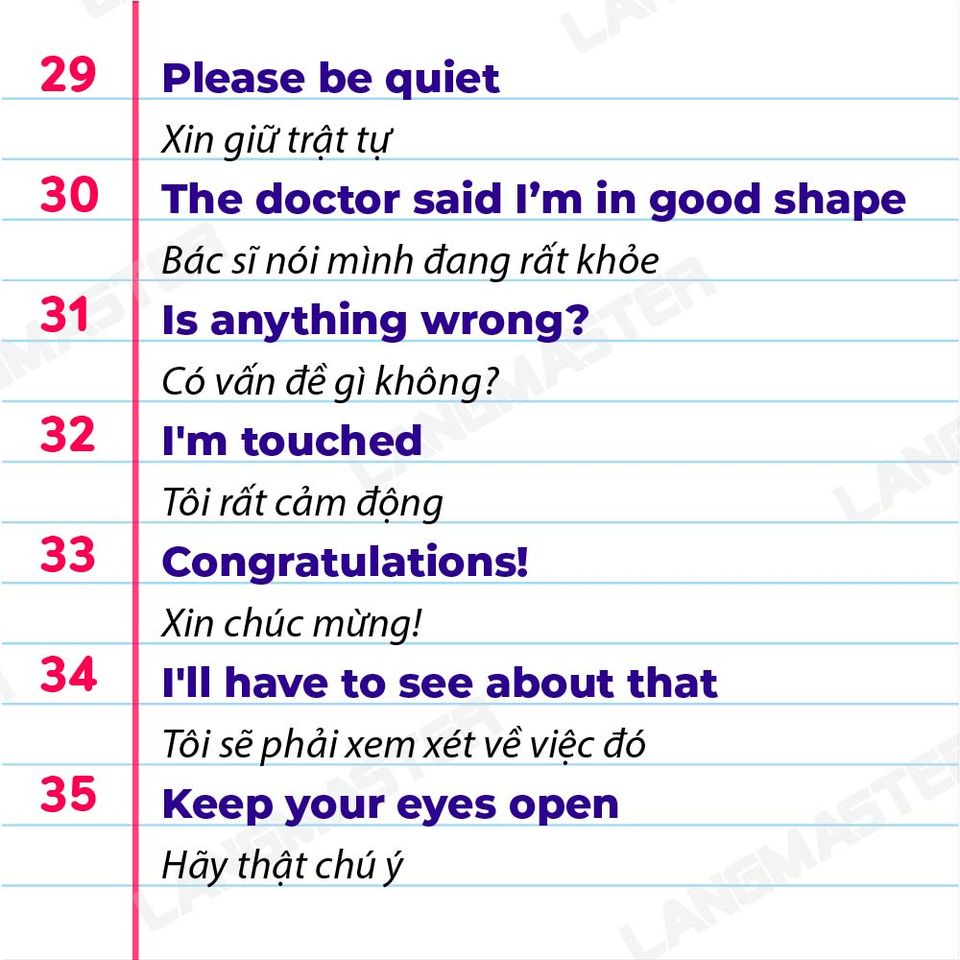 29 Please be quiet
Xin giữ trật tự
30 The doctor said I’m in good shape
Bác sĩ nói mình đang rất khỏe
31 Is anything wrong?
Có vấn đề gì không?
32 I'm touched
Tôi rất cảm động
33 Congratulations!
Xin chúc mừng!
34 I'll have to see about that
Tôi sẽ phải xem xét về việc đó
35 Keep your eyes open
Hãy thật chú ý
LANGMASTER
LANGMASTER
LANGMASTER